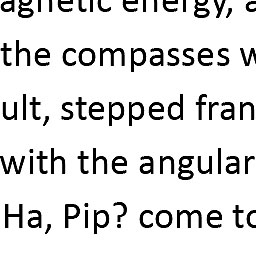 agnetic energy, a
the compasses w
ult, stepped fran
with the angular
Ha, Pip? come to